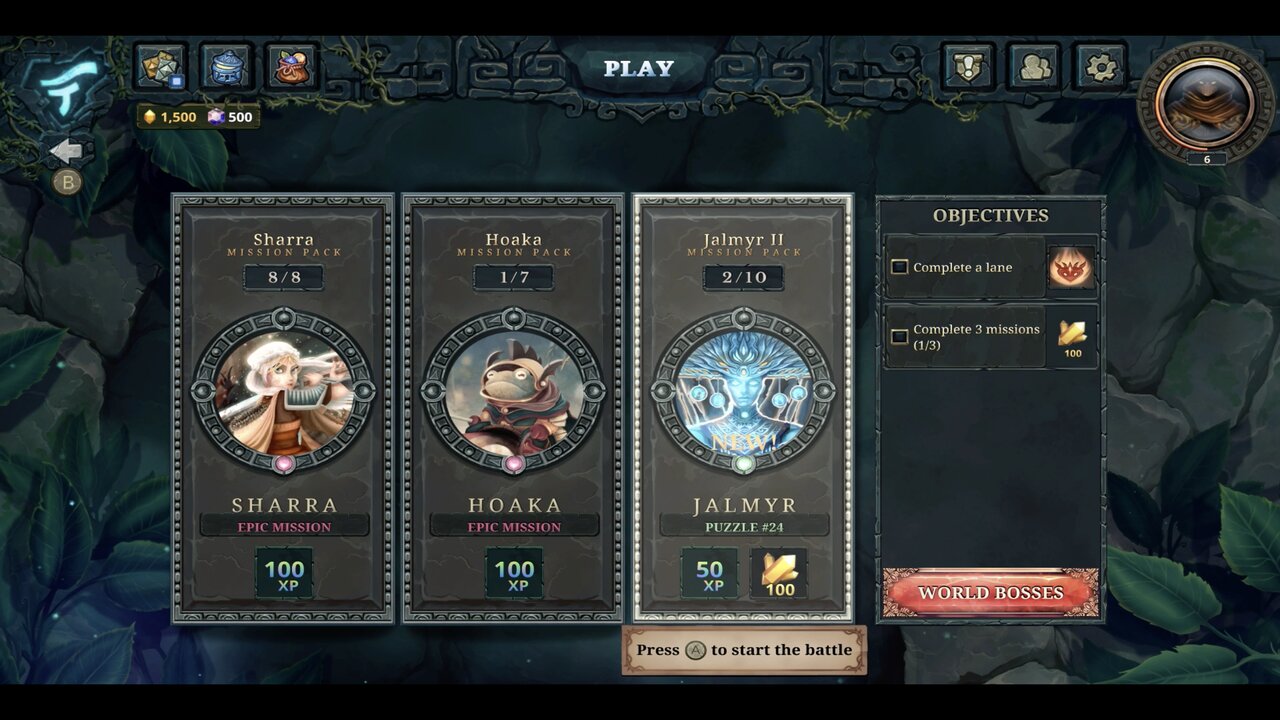 PLAY
1,500 500
B
6
Sharra
MISSION PACK
8/8
SHARRA
EPIC MISSION
100
XP
Hoaka
MISSION PACK
1/7
HOAKA
EPIC MISSION
100
XP
Jalmyr II
MISSION PACK
2/10
NEW!
JALMYR
PUZZLE #24
50
XP
100
Press A to start the battle
OBJECTIVES
Complete a lane
Complete 3 missions
(1/3)
100
WORLD BOSSES